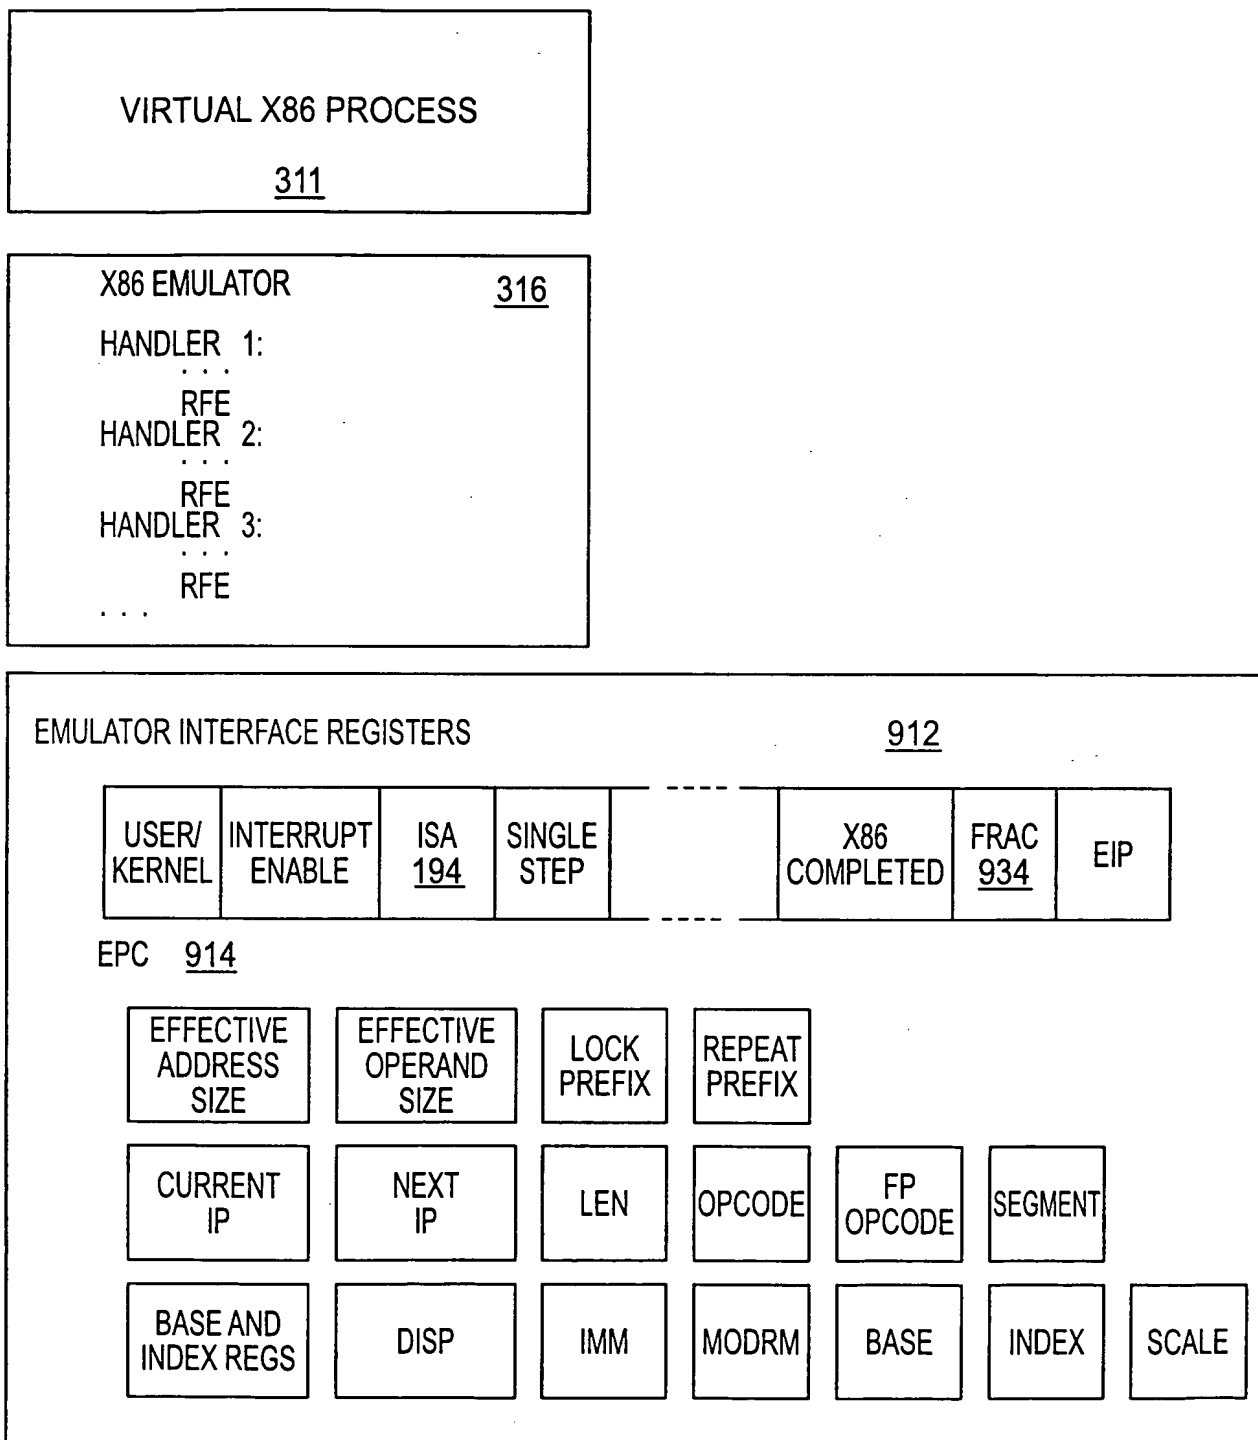 VIRTUAL X86 PROCESS
311
X86 EMULATOR 316
HANDLER 1:
. . .
RFE
HANDLER 2:
. . .
RFE
HANDLER 3:
. . .
RFE
. . .
EMULATOR INTERFACE REGISTERS 912
USER/
KERNEL
INTERRUPT
ENABLE
ISA
194
SINGLE
STEP
X86
COMPLETED
FRAC
934
EIP
EPC 914
EFFECTIVE
ADDRESS
SIZE
EFFECTIVE
OPERAND
SIZE
LOCK
PREFIX
REPEAT
PREFIX
CURRENT
IP
NEXT
IP
LEN
OPCODE
FP
OPCODE
SEGMENT
BASE AND
INDEX REGS
DISP
IMM
MODRM
BASE
INDEX
SCALE